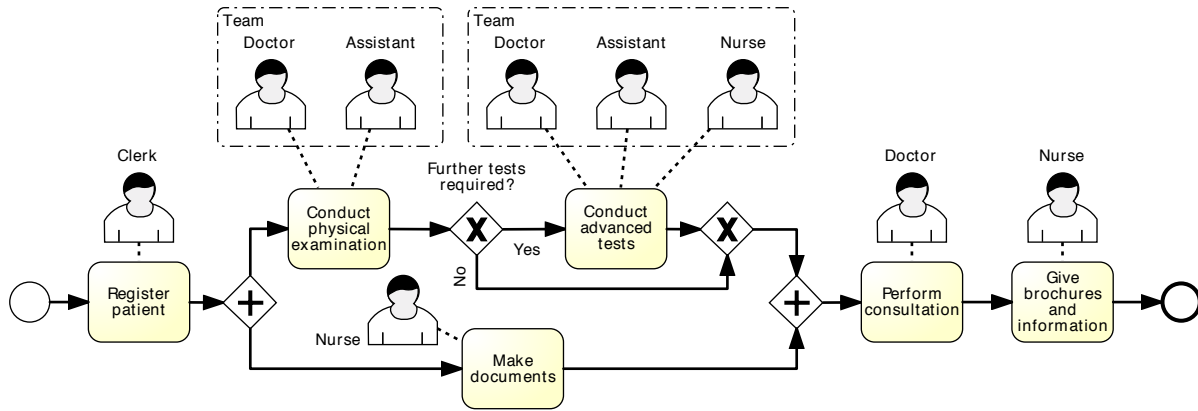 Team
Doctor
Assistant
Team
Doctor
Assistant
Nurse
Clerk
Further tests
required?
Doctor
Nurse
Conduct
physical
examination
Yes
Conduct
advanced
tests
No
Register
patient
Nurse
Make
documents
Perform
consultation
Give
brochures
and
information